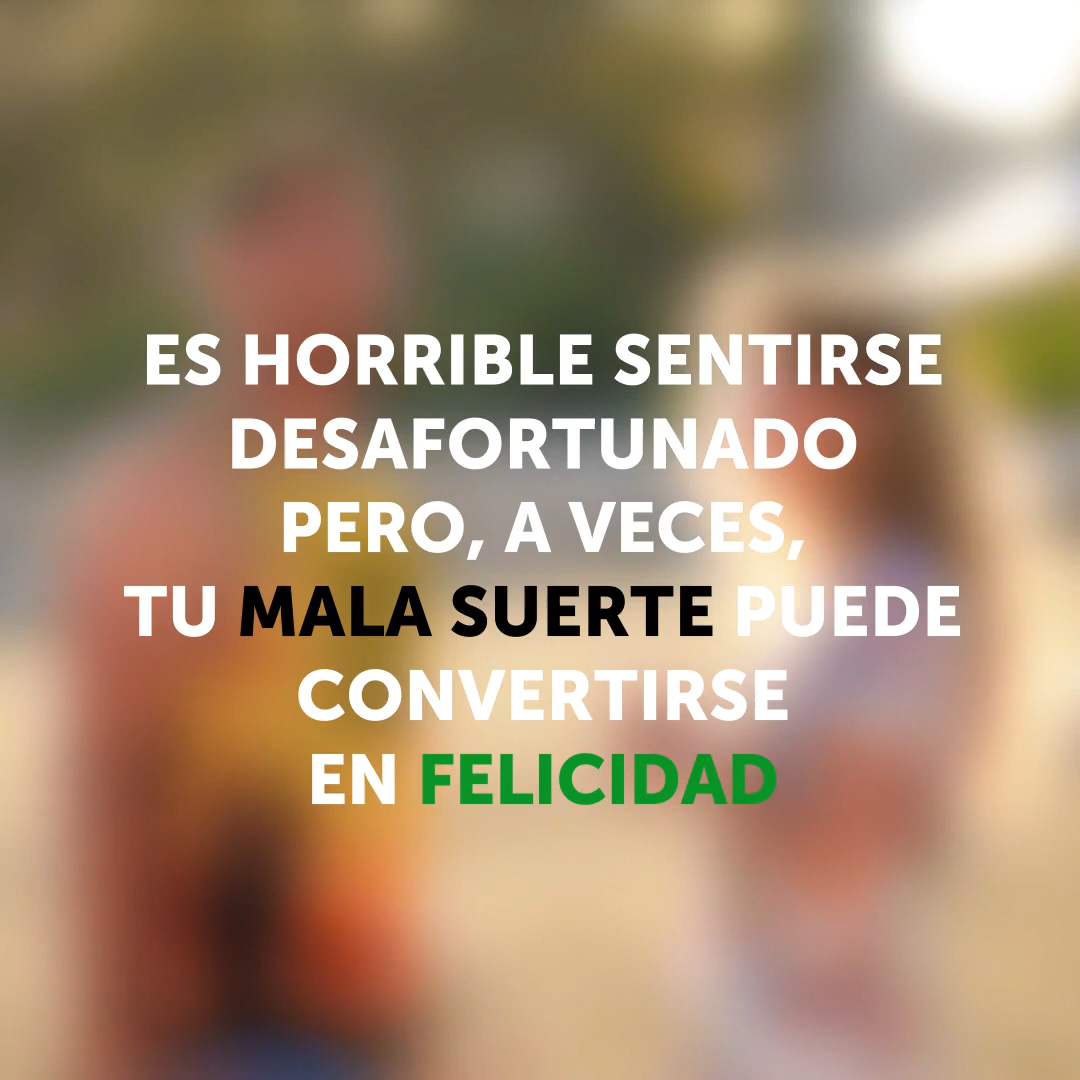 ES HORRIBLE SENTIRSE
DESAFORTUNADO
PERO, A VECES,
TU MALA SUERTE PUEDE
CONVERTIRSE
EN FELICIDAD